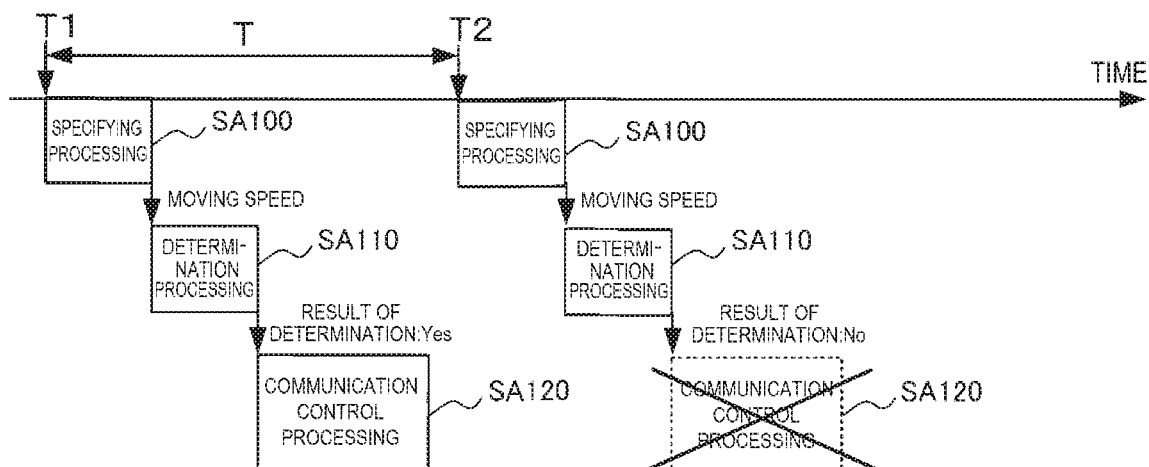 T1
T
T2
TIME
SPECIFYING
PROCESSING
SA100
SPECIFYING
PROCESSING
SA100
MOVING SPEED
MOVING SPEED
DETERMI-
NATION
PROCESSING
SA110
DETERMI-
NATION
PROCESSING
SA110
RESULT OF
DETERMINATION:Yes
RESULT OF
DETERMINATION:No
COMMUNICATION
CONTROL
PROCESSING
SA120
COMMUNICATION
CONTROL
PROCESSING
SA120